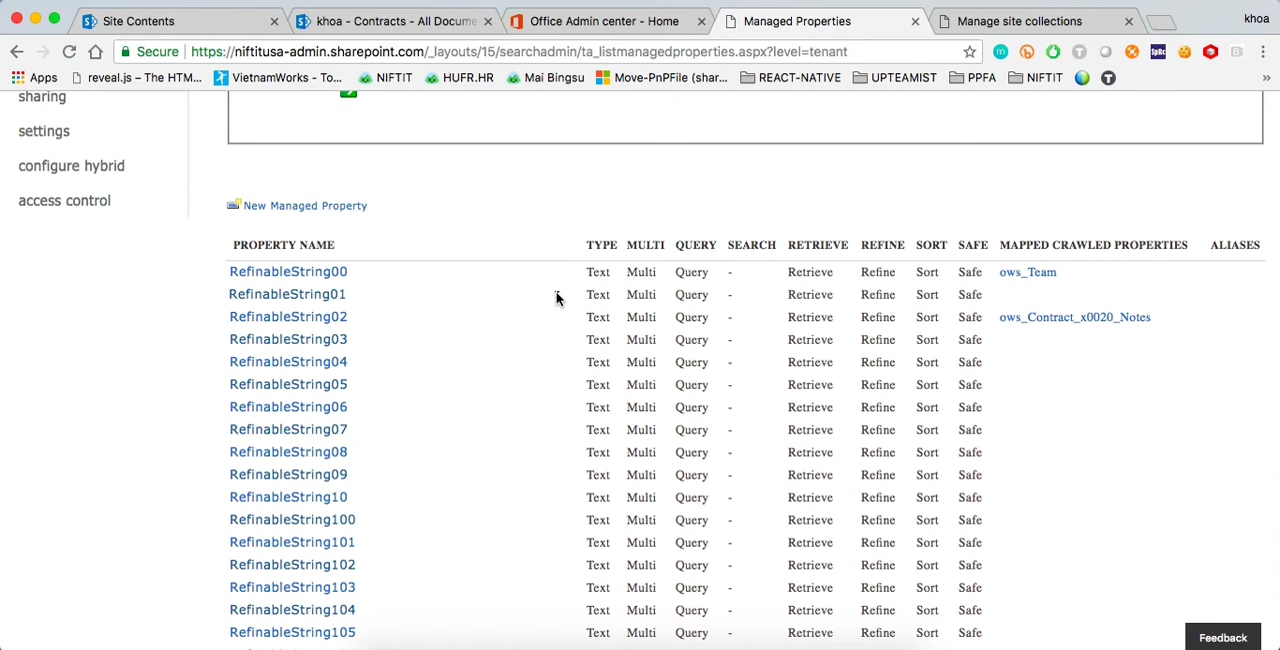 Site Contents khoa - Contracts - All Docume Office Admin center - Home Managed Properties Manage site collections khoa
Secure https://niftitusa-admin.sharepoint.com/_layouts/15/searchadmin/ta_listmanagedproperties.aspx?level=tenant
Apps reveal.js – The HTM... VietnamWorks - To... NIFTIT HUFR.HR Mai Bingsu Move-PnPFile (shar... REACT-NATIVE UPTEAMIST PPFA NIFTIT »
sharing
settings
configure hybrid
access control
New Managed Property
PROPERTY NAME TYPE MULTI QUERY SEARCH RETRIEVE REFINE SORT SAFE MAPPED CRAWLED PROPERTIES ALIASES
RefinableString00 Text Multi Query - Retrieve Refine Sort Safe ows_Team
RefinableString01 Text Multi Query - Retrieve Refine Sort Safe
RefinableString02 Text Multi Query - Retrieve Refine Sort Safe ows_Contract_x0020_Notes
RefinableString03 Text Multi Query - Retrieve Refine Sort Safe
RefinableString04 Text Multi Query - Retrieve Refine Sort Safe
RefinableString05 Text Multi Query - Retrieve Refine Sort Safe
RefinableString06 Text Multi Query - Retrieve Refine Sort Safe
RefinableString07 Text Multi Query - Retrieve Refine Sort Safe
RefinableString08 Text Multi Query - Retrieve Refine Sort Safe
RefinableString09 Text Multi Query - Retrieve Refine Sort Safe
RefinableString10 Text Multi Query - Retrieve Refine Sort Safe
RefinableString100 Text Multi Query - Retrieve Refine Sort Safe
RefinableString101 Text Multi Query - Retrieve Refine Sort Safe
RefinableString102 Text Multi Query - Retrieve Refine Sort Safe
RefinableString103 Text Multi Query - Retrieve Refine Sort Safe
RefinableString104 Text Multi Query - Retrieve Refine Sort Safe
RefinableString105 Text Multi Query - Retrieve Refine Sort Safe
Feedback